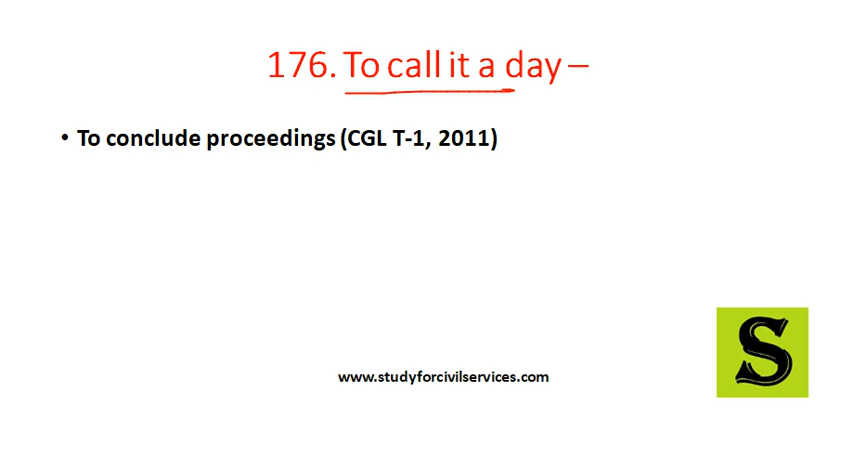 176. To call it a day –
• To conclude proceedings (CGL T-1, 2011)
S
www.studyforcivilservices.com